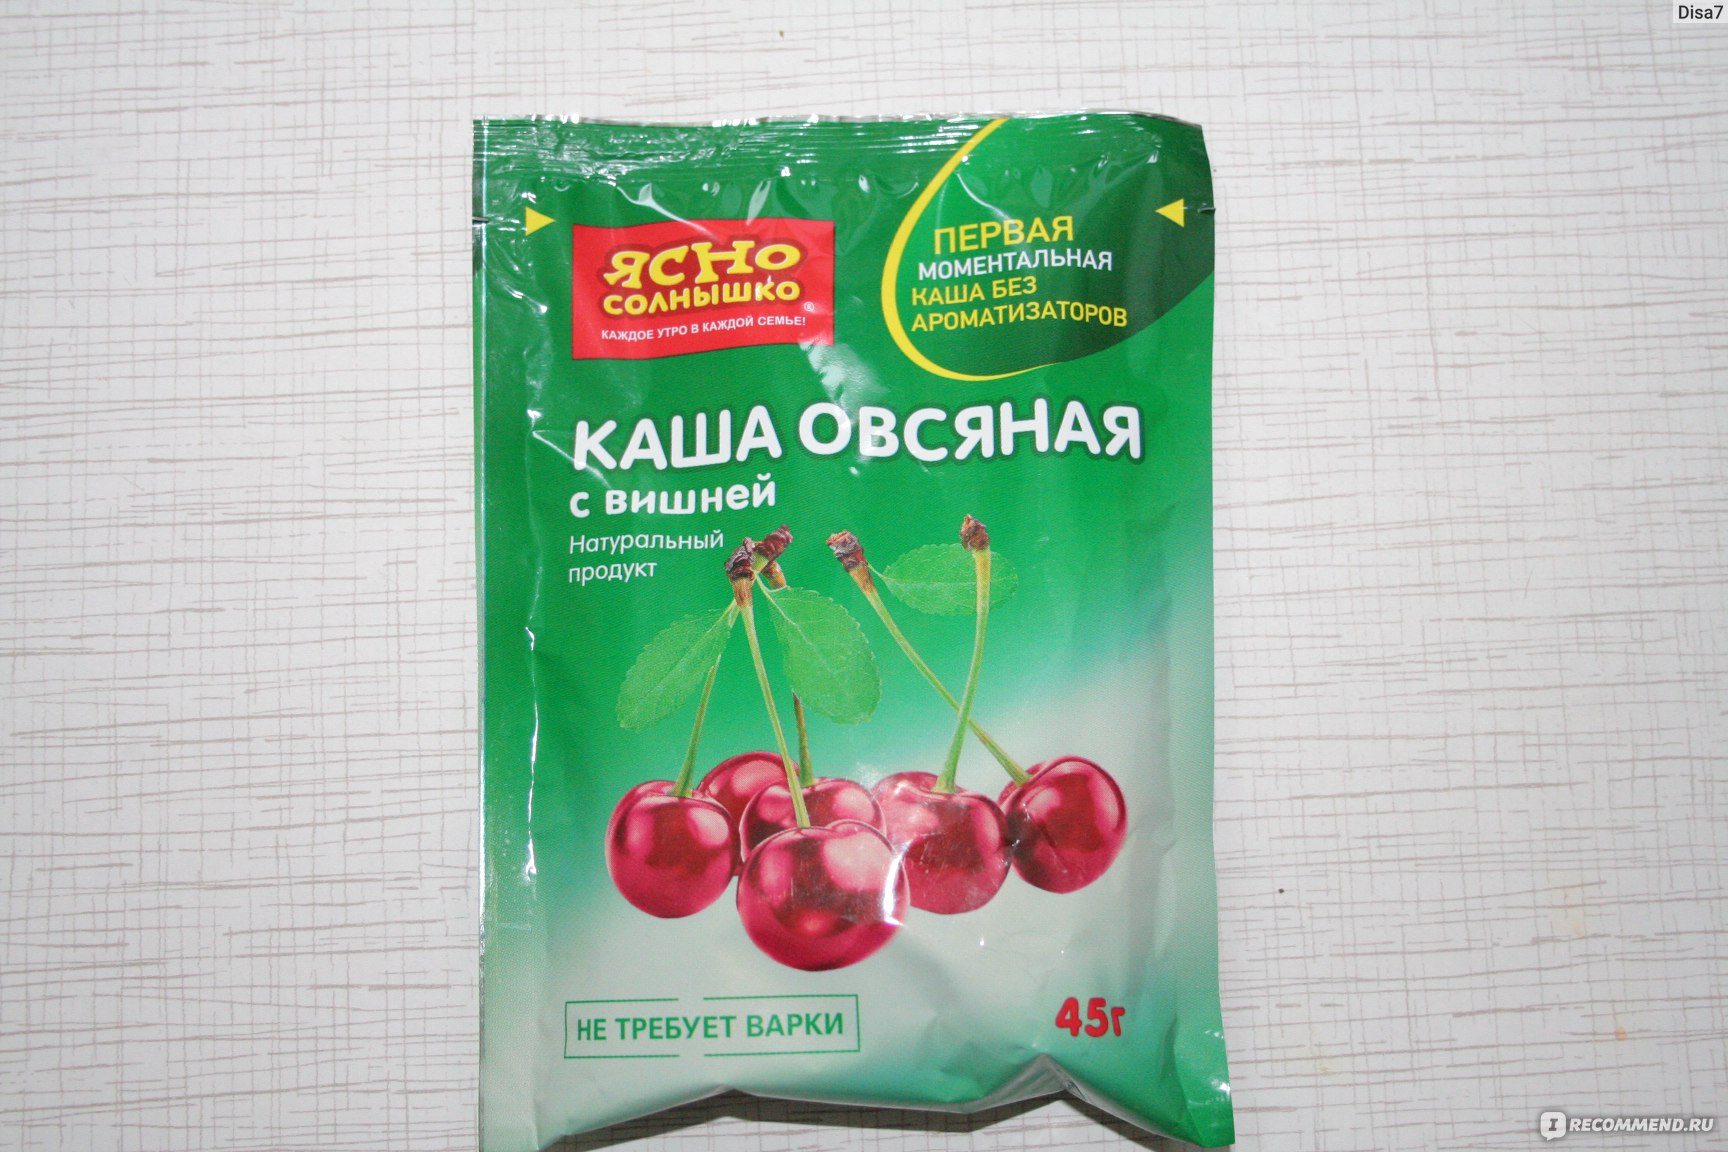 Disa7
ЯСНО
СОЛНЫШКО®
КАЖДОЕ УТРО В КАЖДОЙ СЕМЬЕ!
ПЕРВАЯ
МОМЕНТАЛЬНАЯ
КАША БЕЗ
АРОМАТИЗАТОРОВ
КАША ОВСЯНАЯ
с вишней
Натуральный
продукт
НЕ ТРЕБУЕТ ВАРКИ
45г
IRECOMMEND.RU